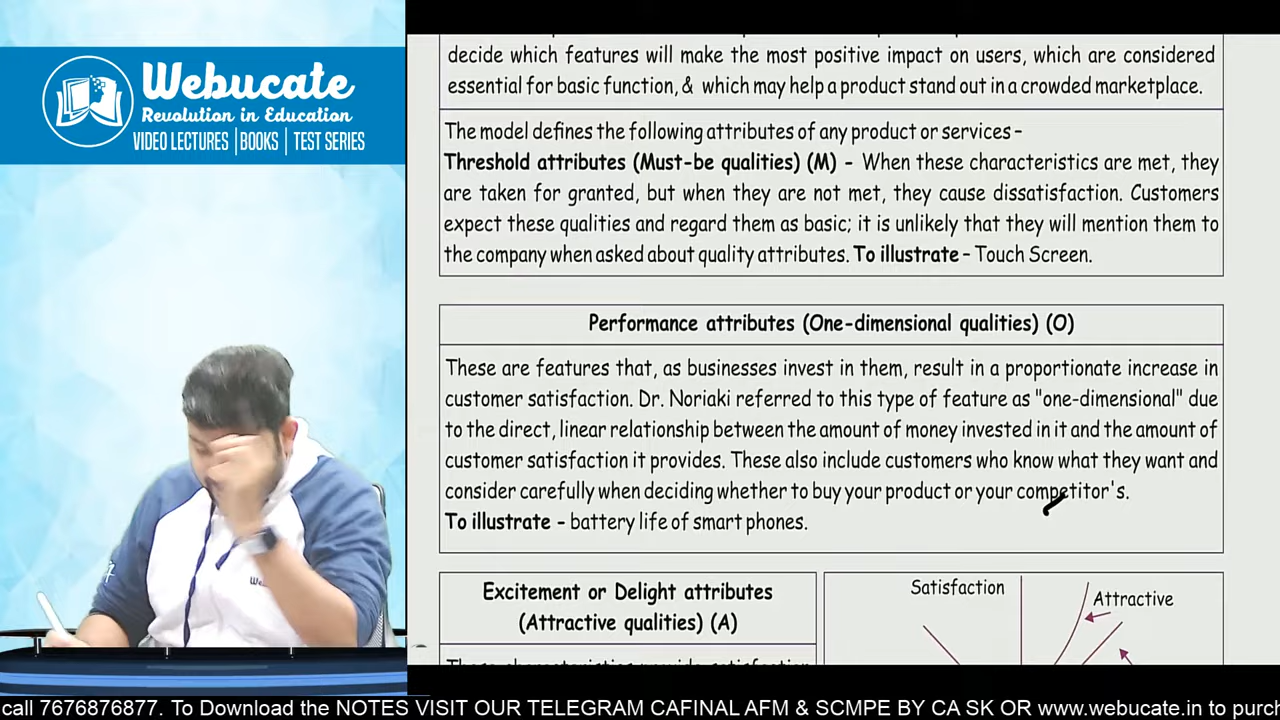 Webucate
Revolution in Education
VIDEO LECTURES | BOOKS | TEST SERIES
decide which features will make the most positive impact on users, which are considered
essential for basic function, & which may help a product stand out in a crowded marketplace.
The model defines the following attributes of any product or services –
Threshold attributes (Must-be qualities) (M) – When these characteristics are met, they
are taken for granted, but when they are not met, they cause dissatisfaction. Customers
expect these qualities and regard them as basic; it is unlikely that they will mention them to
the company when asked about quality attributes. To illustrate – Touch Screen.
Performance attributes (One-dimensional qualities) (O)
These are features that, as businesses invest in them, result in a proportionate increase in
customer satisfaction. Dr. Noriaki referred to this type of feature as "one-dimensional" due
to the direct, linear relationship between the amount of money invested in it and the amount of
customer satisfaction it provides. These also include customers who know what they want and
consider carefully when deciding whether to buy your product or your competitor's.
To illustrate – battery life of smart phones.
Excitement or Delight attributes
(Attractive qualities) (A)
Satisfaction
Attractive
call 7676876877. To Download the NOTES VISIT OUR TELEGRAM CAFINAL AFM & SCMPE BY CA SK OR www.webucate.in to purch